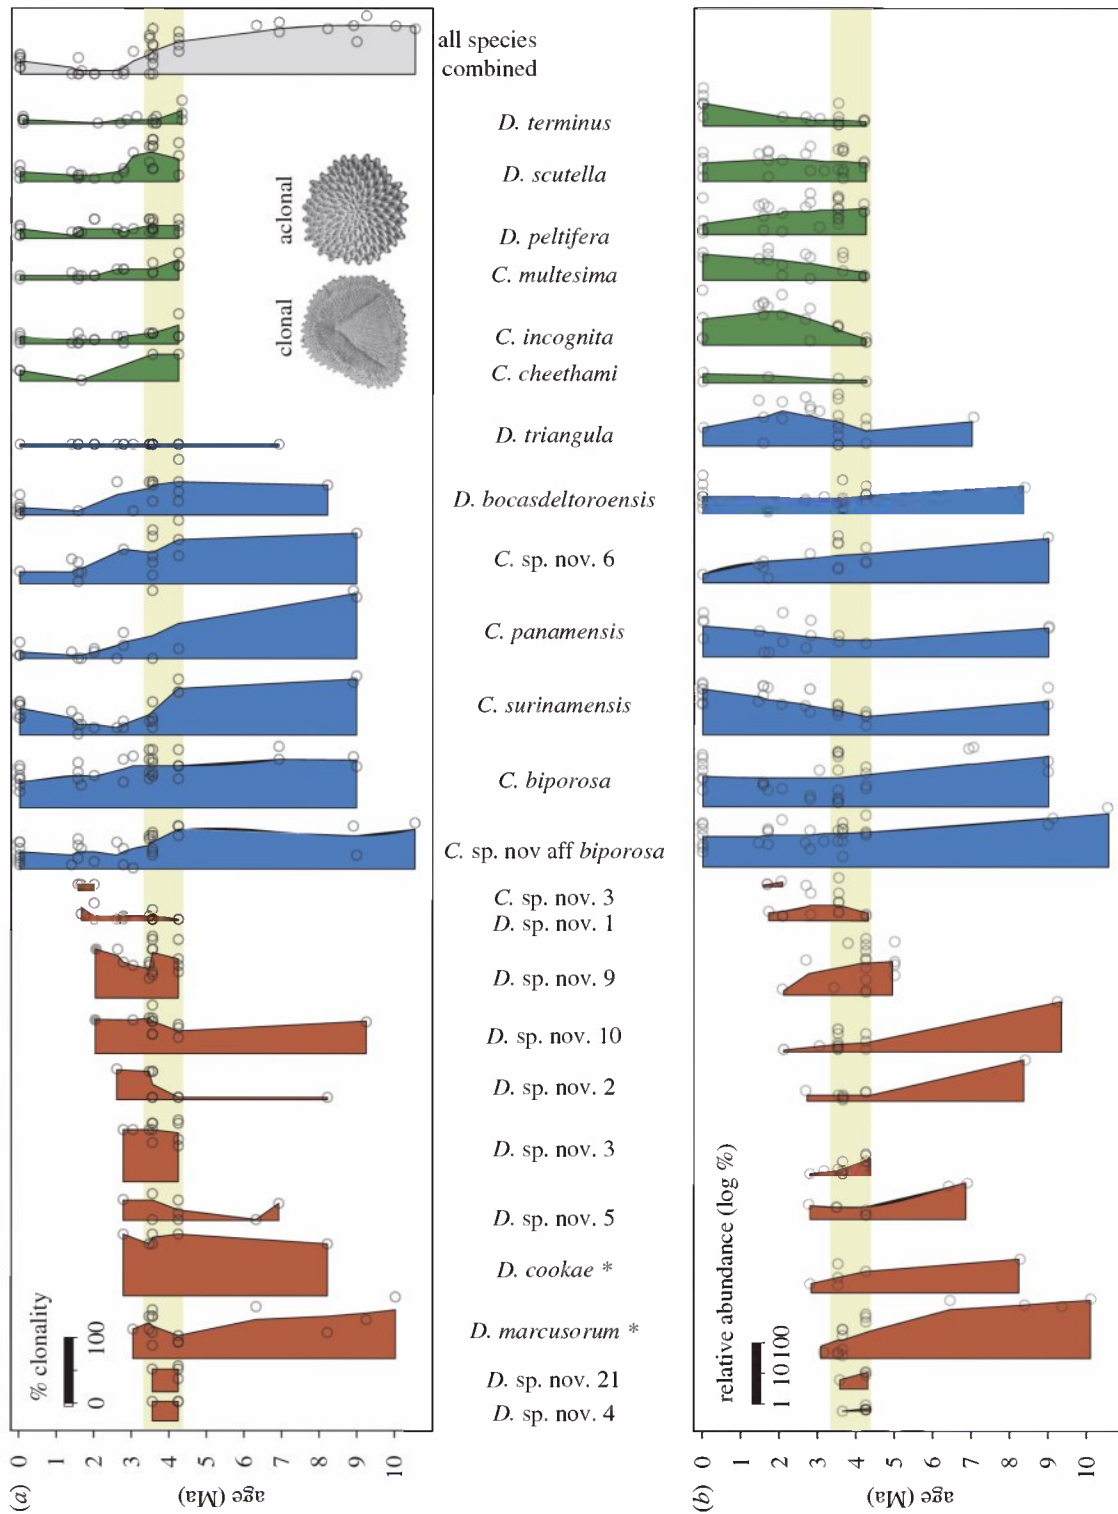 all species
combined
D. terminus
D. scutella
D. peltifera
C. multesima
C. incognita
C. cheethami
D. triangula
D. bocasdeltoroensis
C. sp. nov. 6
C. panamensis
C. surinamensis
C. biporosa
C. sp. nov aff biporosa
C. sp. nov. 3
D. sp. nov. 1
D. sp. nov. 9
D. sp. nov. 10
D. sp. nov. 2
D. sp. nov. 3
D. sp. nov. 5
D. cookae *
D. marcusorum *
D. sp. nov. 21
D. sp. nov. 4
aclonal
clonal
% clonality
0 100
0 1 2 3 4 5 6 7 8 9 10
age (Ma)
(a)
relative abundance (log %)
1 10 100
0 1 2 3 4 5 6 7 8 9 10
age (Ma)
(b)